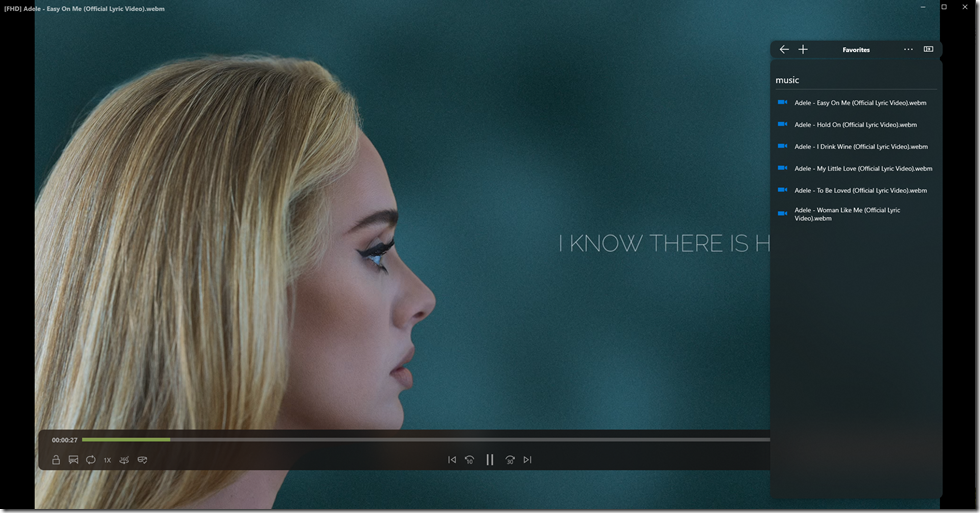 [FHD] Adele - Easy On Me (Official Lyric Video).webm
Favorites
music
Adele - Easy On Me (Official Lyric Video).webm
Adele - Hold On (Official Lyric Video).webm
Adele - I Drink Wine (Official Lyric Video).webm
Adele - My Little Love (Official Lyric Video).webm
Adele - To Be Loved (Official Lyric Video).webm
Adele - Woman Like Me (Official Lyric
Video).webm
I KNOW THERE IS H
00:00:27
1X
10
30